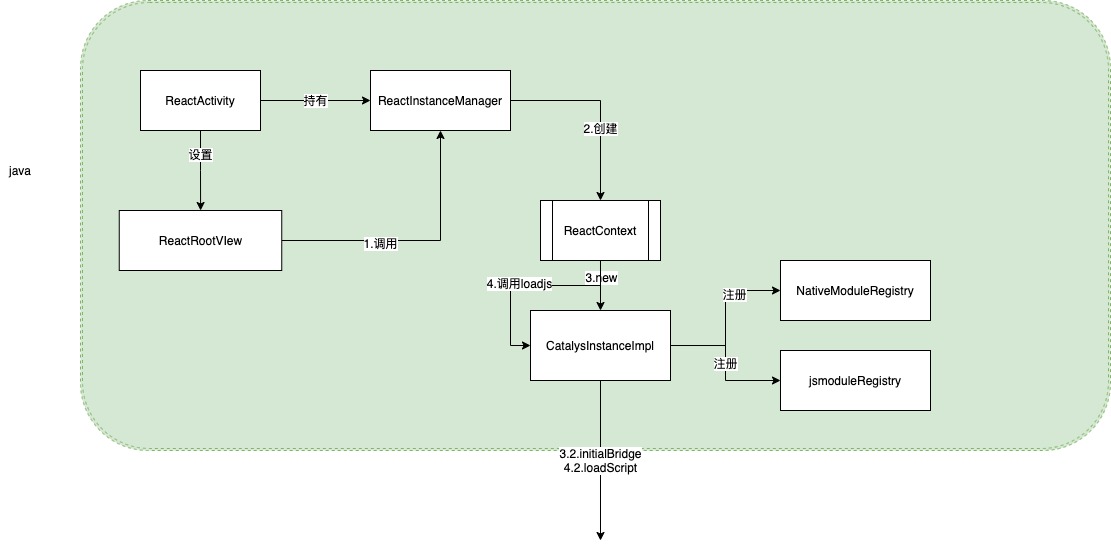 ReactActivity
持有
ReactInstanceManager
2.创建
设置
java
ReactRootVIew
1.调用
ReactContext
3.new
4.调用loadjs
注册
NativeModuleRegistry
CatalysInstanceImpl
注册
jsmoduleRegistry
3.2.initialBridge
4.2.loadScript